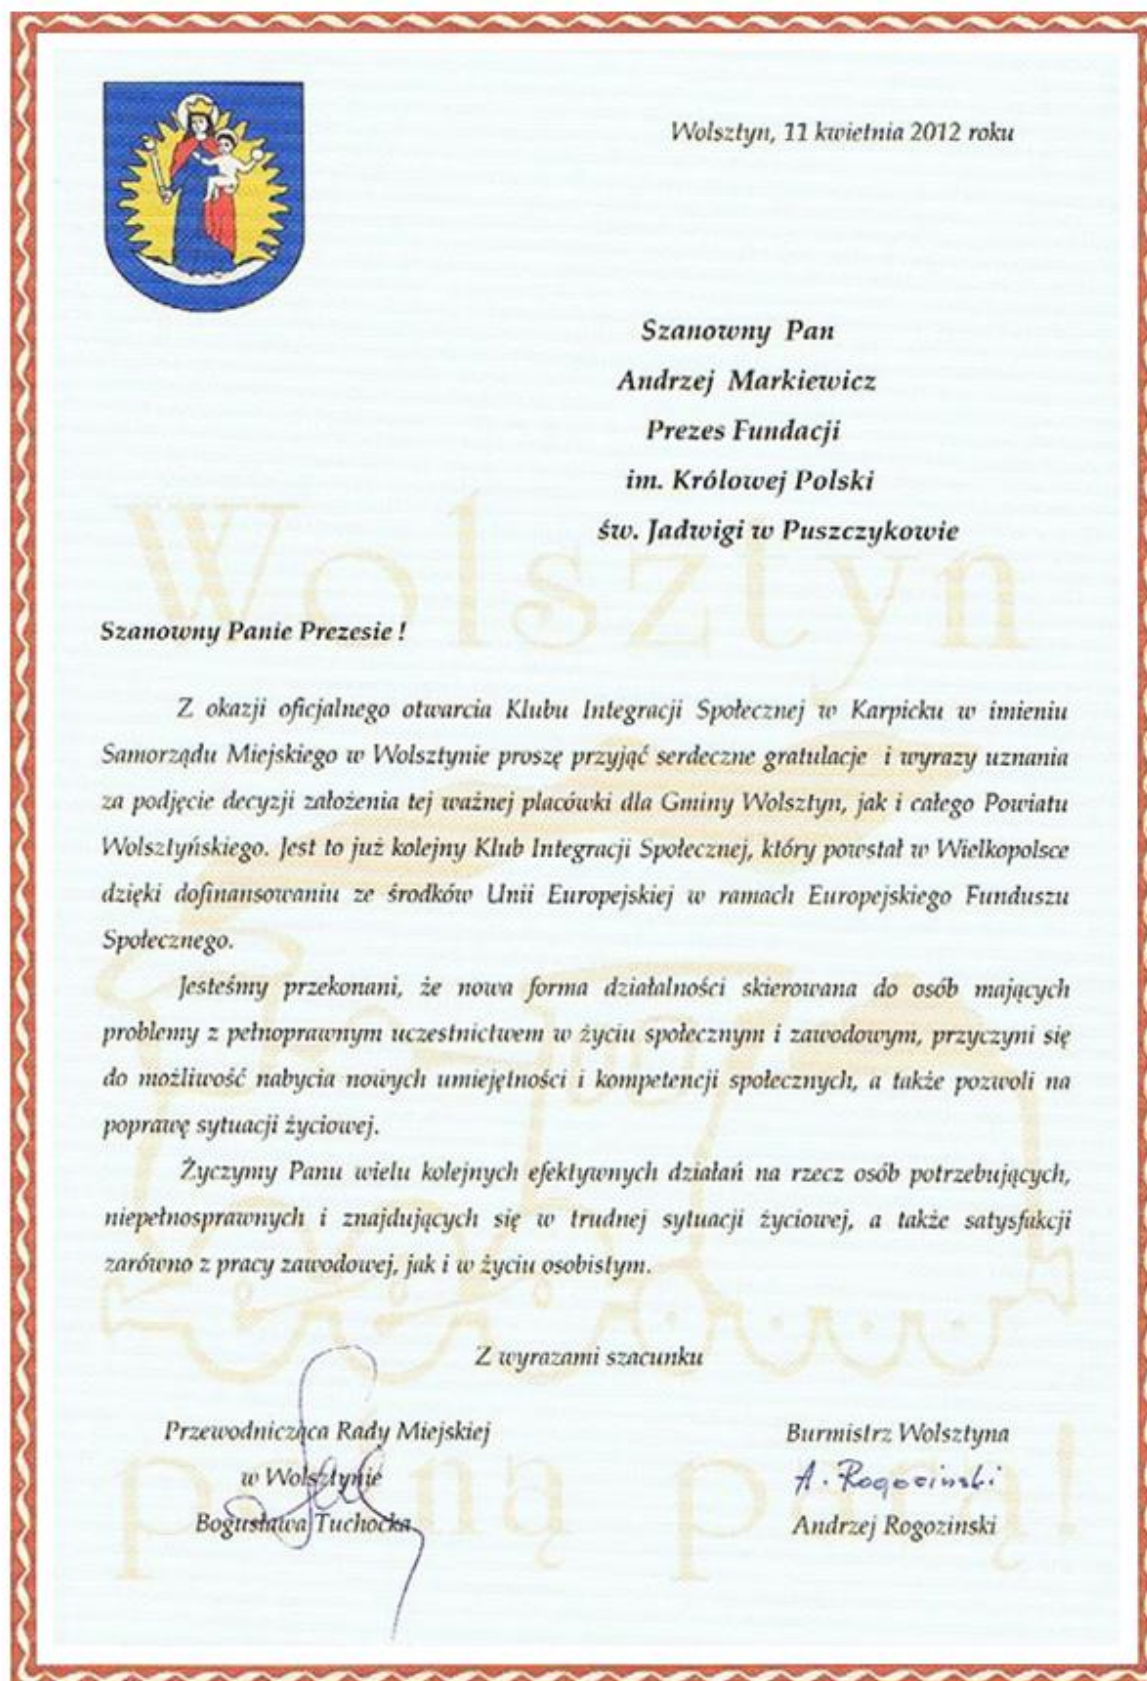 Wolsztyn, 11 kwietnia 2012 roku
Szanowny Pan
Andrzej Markiewicz
Prezes Fundacji
im. Królowej Polski
św. Jadwigi w Puszczykowie
Wolsztyn
Szanowny Panie Prezesie !
Z okazji oficjalnego otwarcia Klubu Integracji Społecznej w Karpicku w imieniu
Samorządu Miejskiego w Wolsztynie proszę przyjąć serdeczne gratulacje i wyrazy uznania
za podjęcie decyzji założenia tej ważnej placówki dla Gminy Wolsztyn, jak i całego Powiatu
Wolsztyńskiego. Jest to już kolejny Klub Integracji Społecznej, który powstał w Wielkopolsce
dzięki dofinansowaniu ze środków Unii Europejskiej w ramach Europejskiego Funduszu
Społecznego.
Jesteśmy przekonani, że nowa forma działalności skierowana do osób mających
problemy z pełnoprawnym uczestnictwem w życiu społecznym i zawodowym, przyczyni się
do możliwość nabycia nowych umiejętności i kompetencji społecznych, a także pozwoli na
poprawę sytuacji życiowej.
Życzymy Panu wielu kolejnych efektywnych działań na rzecz osób potrzebujących,
niepełnosprawnych i znajdujących się w trudnej sytuacji życiowej, a także satysfakcji
zarówno z pracy zawodowej, jak i w życiu osobistym.
Z wyrazami szacunku
Przewodnicząca Rady Miejskiej
w Wolsztynie
Bogusława Tuchocka
Burmistrz Wolsztyna
A. Rogozinski
Andrzej Rogozinski
pełną parą!